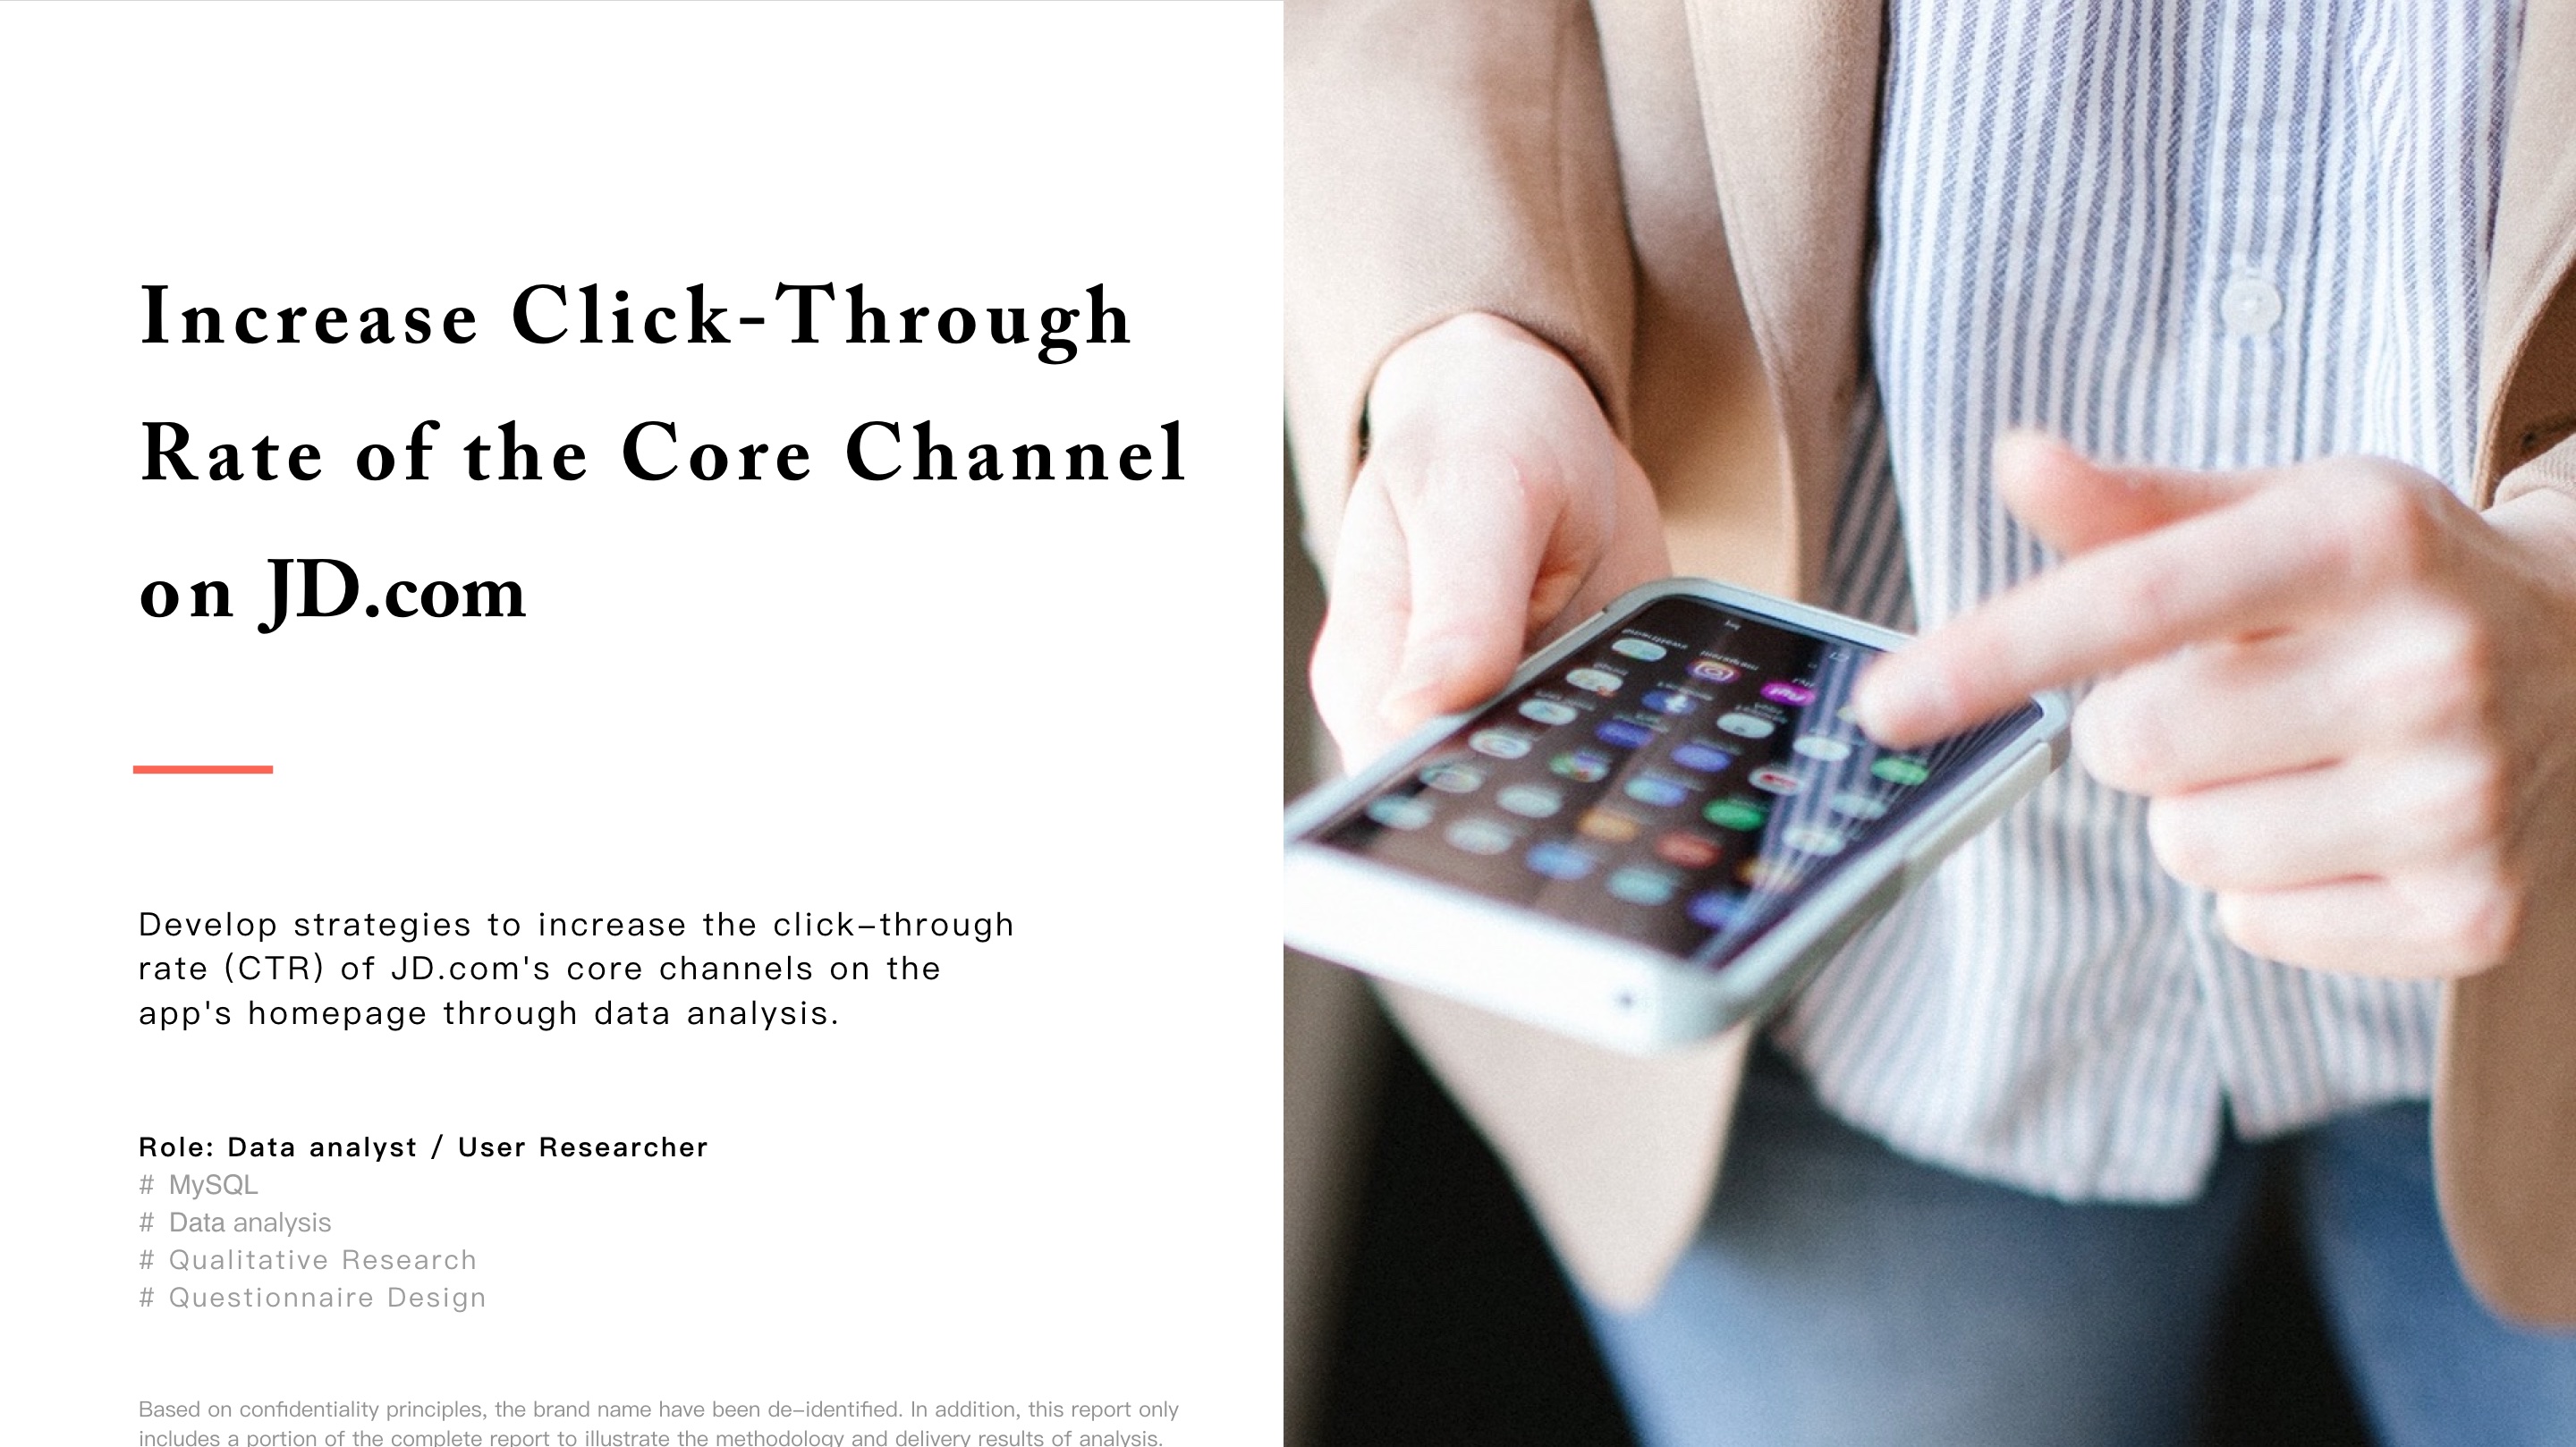 Increase Click-Through
Rate of the Core Channel
on JD.com
Develop strategies to increase the click-through
rate (CTR) of JD.com's core channels on the
app's homepage through data analysis.
Role: Data analyst / User Researcher
# MySQL
# Data analysis
# Qualitative Research
# Questionnaire Design
Based on confidentiality principles, the brand name have been de-identified. In addition, this report only
includes a portion of the complete report to illustrate the methodology and delivery results of analysis.